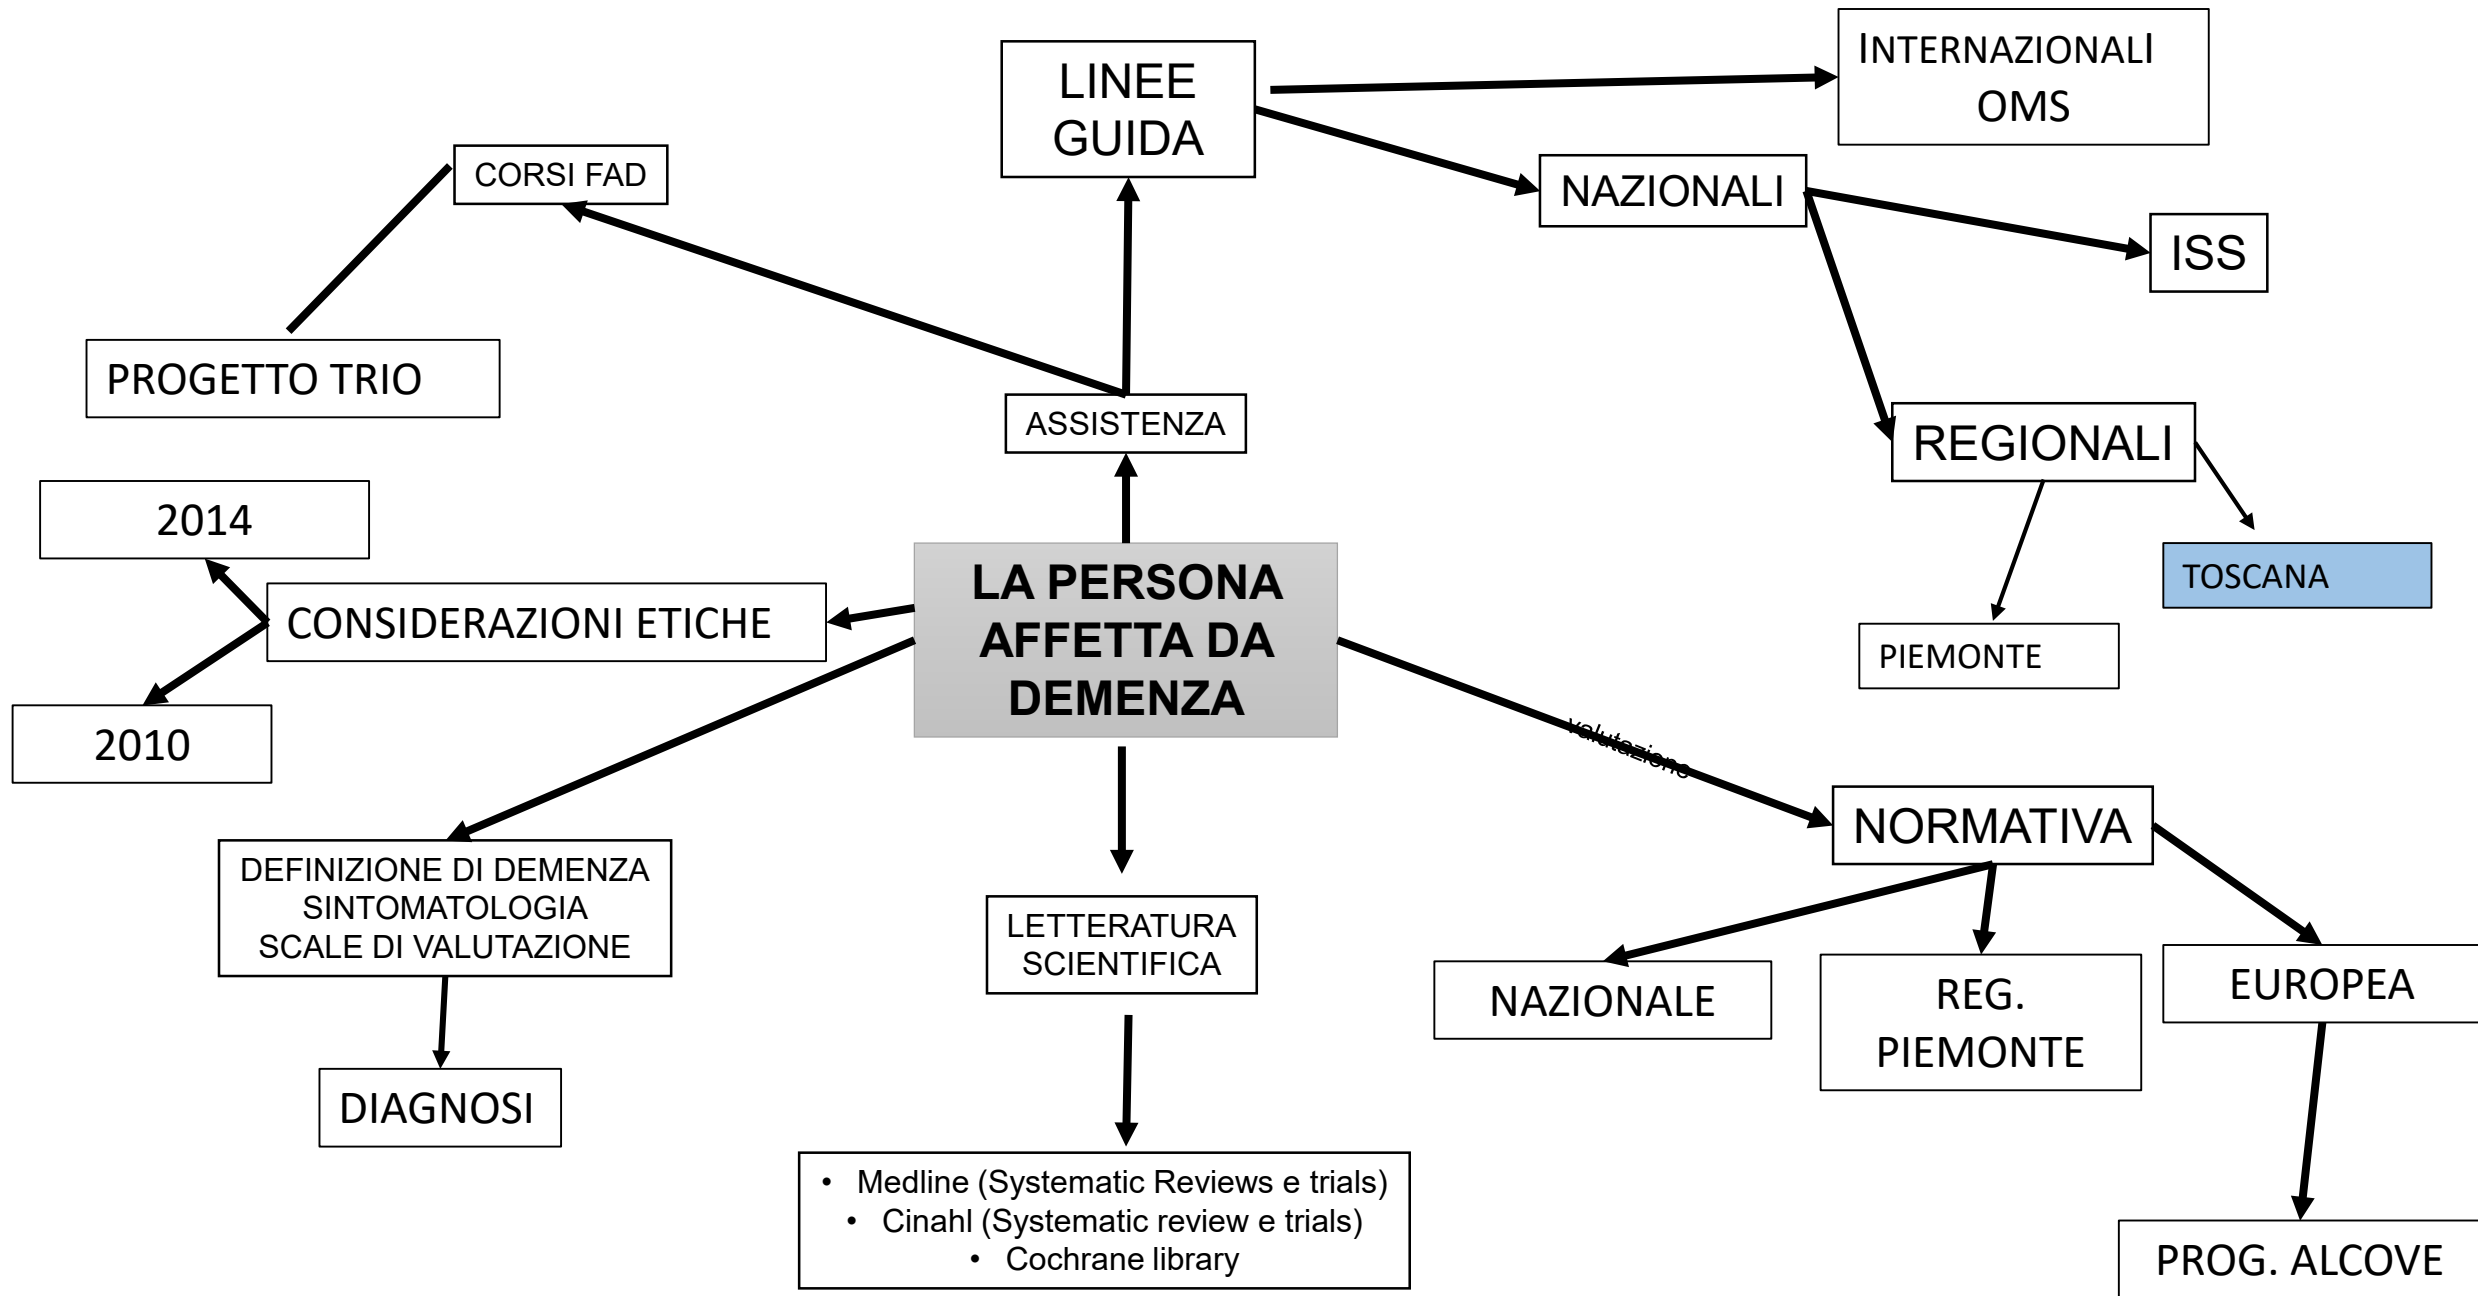 INTERNAZIONALI
OMS
LINEE
GUIDA
CORSI FAD
NAZIONALI
ISS
PROGETTO TRIO
ASSISTENZA
REGIONALI
2014
LA PERSONA
AFFETTA DA
DEMENZA
TOSCANA
CONSIDERAZIONI ETICHE
PIEMONTE
2010
valutazione
NORMATIVA
DEFINIZIONE DI DEMENZA
SINTOMATOLOGIA
SCALE DI VALUTAZIONE
LETTERATURA
SCIENTIFICA
NAZIONALE
REG.
PIEMONTE
EUROPEA
DIAGNOSI
• Medline (Systematic Reviews e trials)
• Cinahl (Systematic review e trials)
• Cochrane library
PROG. ALCOVE